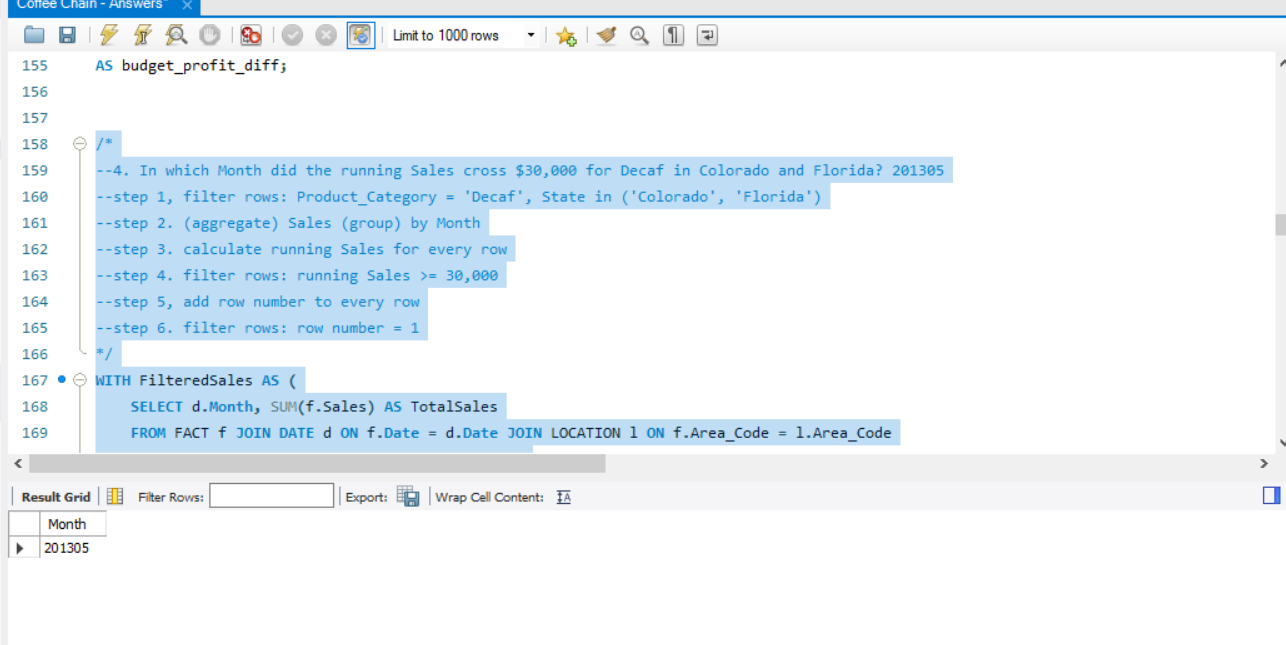 Coffee Chain - Answers*
Limit to 1000 rows
155 AS budget_profit_diff;
156
157
158 /*
159 --4. In which Month did the running Sales cross $30,000 for Decaf in Colorado and Florida? 201305
160 --step 1, filter rows: Product_Category = 'Decaf', State in ('Colorado', 'Florida')
161 --step 2. (aggregate) Sales (group) by Month
162 --step 3. calculate running Sales for every row
163 --step 4. filter rows: running Sales >= 30,000
164 --step 5, add row number to every row
165 --step 6. filter rows: row number = 1
166 */
167 WITH FilteredSales AS (
168 SELECT d.Month, SUM(f.Sales) AS TotalSales
169 FROM FACT f JOIN DATE d ON f.Date = d.Date JOIN LOCATION l ON f.Area_Code = l.Area_Code
Result Grid Filter Rows: Export: Wrap Cell Content:
Month
201305